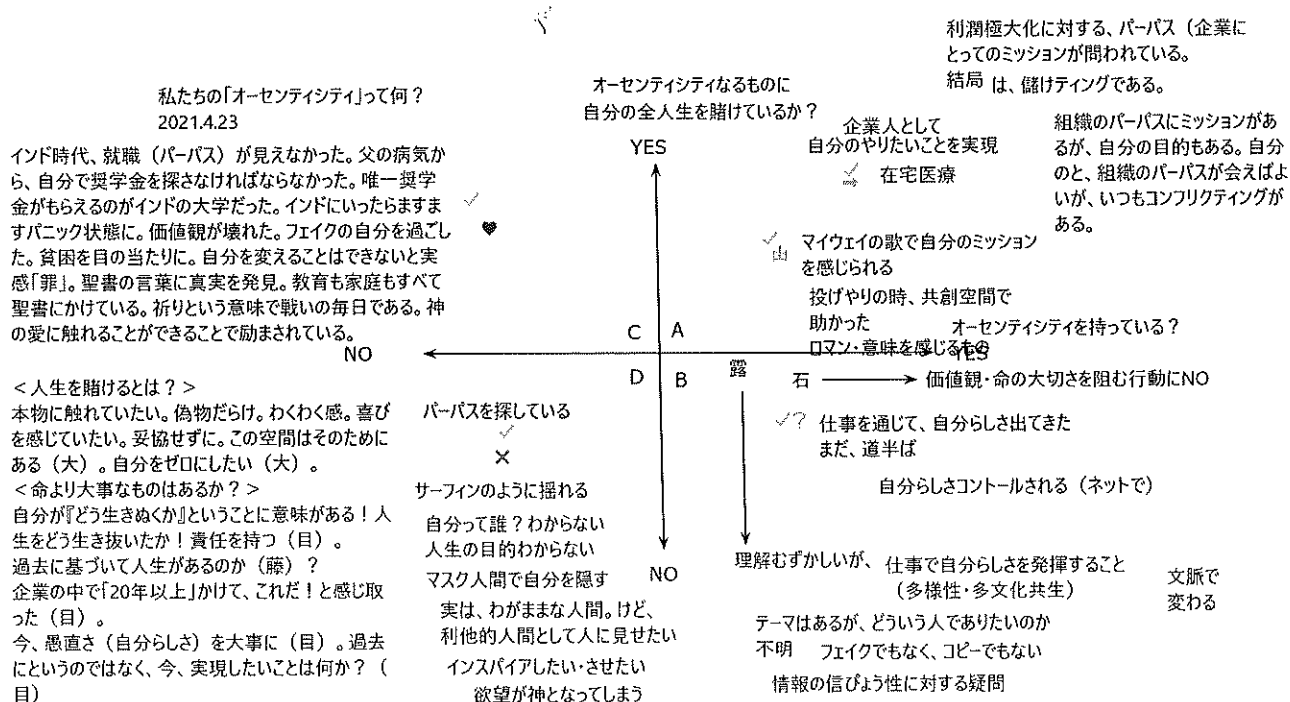 私たちの「オーセンティシティ」って何？
2021.4.23
インド時代、就職（パーパス）が見えなかった。父の病気か
ら、自分で奨学金を探さなければならなかった。唯一奨学
金がもらえるのがインドの大学だった。インドにいったらますま
すパニック状態に。価値観が壊れた。フェイクの自分を過ごし
た。貧困を目の当たりに。自分を変えることはできないと実
感「罪」。聖書の言葉に真実を発見。教育も家庭もすべて
聖書にかけている。祈りという意味で戦いの毎日である。神
の愛に触れることができることで励まされている。
オーセンティシティなるものに
自分の全人生を賭けているか？
YES
利潤極大化に対する、パーパス（企業に
とってのミッションが問われている。
結局 は、儲けティングである。
企業人として
自分のやりたいことを実現
在宅医療
組織のパーパスにミッションがあ
るが、自分の目的もある。自分
のと、組織のパーパスが会えばよ
いが、いつもコンフリクティングが
ある。
山 マイウェイの歌で自分のミッション
を感じられる
投げやりの時、共創空間で
助かった
ロマン・意味を感じるもの
オーセンティシティを持っている？
YES
C A
NO
D B
露
石 価値観・命の大切さを阻む行動にNO
＜人生を賭けるとは？＞
本物に触れていたい。偽物だらけ。わくわく感。喜び
を感じていたい。妥協せずに。この空間はそのために
ある（大）。自分をゼロにしたい（大）。
＜命より大事なものはあるか？＞
自分が『どう生きぬくか』ということに意味がある！人
生をどう生き抜いたか！責任を持つ（目）。
過去に基づいて人生があるのか（藤）？
企業の中で「20年以上」かけて、これだ！と感じ取
った（目）。
今、愚直さ（自分らしさ）を大事に（目）。過去
にというのではなく、今、実現したいことは何か？（
目）
パーパスを探している
サーフィンのように揺れる
自分って誰？わからない
人生の目的わからない
マスク人間で自分を隠す
実は、わがままな人間。けど、
利他的人間として人に見せたい
インスパイアしたい・させたい
欲望が神となってしまう
NO
? 仕事を通じて、自分らしさ出てきた
まだ、道半ば
自分らしさコントールされる（ネットで）
理解むずかしいが、 仕事で自分らしさを発揮すること
（多様性・多文化共生）
文脈で
変わる
テーマはあるが、どういう人でありたいのか
不明 フェイクでもなく、コピーでもない
情報の信ぴょう性に対する疑問